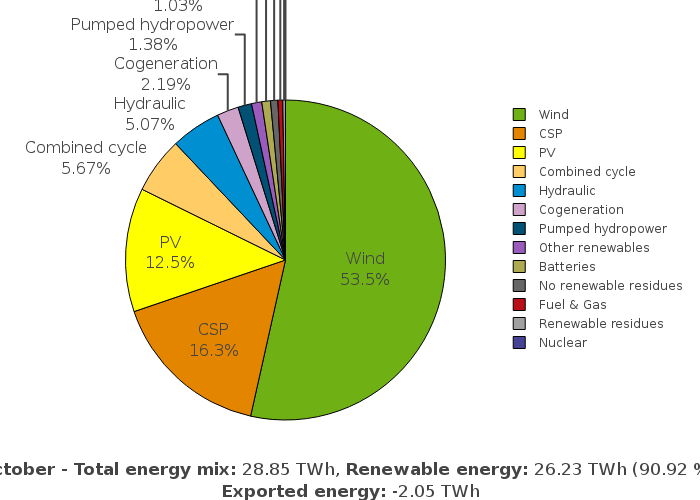 1.03%
Pumped hydropower
1.38%
Cogeneration
2.19%
Hydraulic
5.07%
Combined cycle
5.67%
PV
12.5%
CSP
16.3%
Wind
53.5%
Wind
CSP
PV
Combined cycle
Hydraulic
Cogeneration
Pumped hydropower
Other renewables
Batteries
No renewable residues
Fuel & Gas
Renewable residues
Nuclear
ctober - Total energy mix: 28.85 TWh, Renewable energy: 26.23 TWh (90.92 %
Exported energy: -2.05 TWh